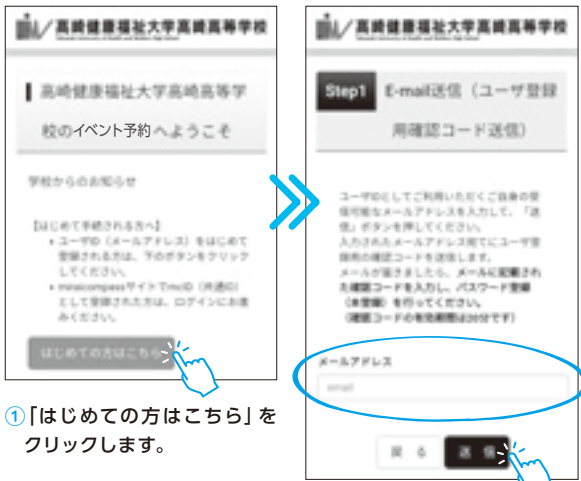 高崎健康福祉大学高崎高等学校
高崎健康福祉大学高崎高等学
校のイベント予約へようこそ
学校からのお知らせ
【はじめて手続される方へ】
• ユーザID（メールアドレス）をはじめて
登録される方は、下のボタンをクリック
してください。
• miraicompassサイトでmcID（共通ID）
として登録された方は、ログインにお進
みください。
はじめての方はこちら
①「はじめての方はこちら」を
クリックします。
高崎健康福祉大学高崎高等学校
Step1 E-mail送信（ユーザ登録
用確認コード送信）
ユーザIDとしてご利用いただくご自身の受
信可能なメールアドレスを入力して、「送
信」ボタンを押してください。
入力されたメールアドレス宛てにユーザ登
録用の確認コードを送信します。
メールが届きましたら、メールに記載され
た確認コードを入力し、パスワード登録
（本登録）を行ってください。
（確認コードの有効期間は20分です）
メールアドレス
email
戻る 送信